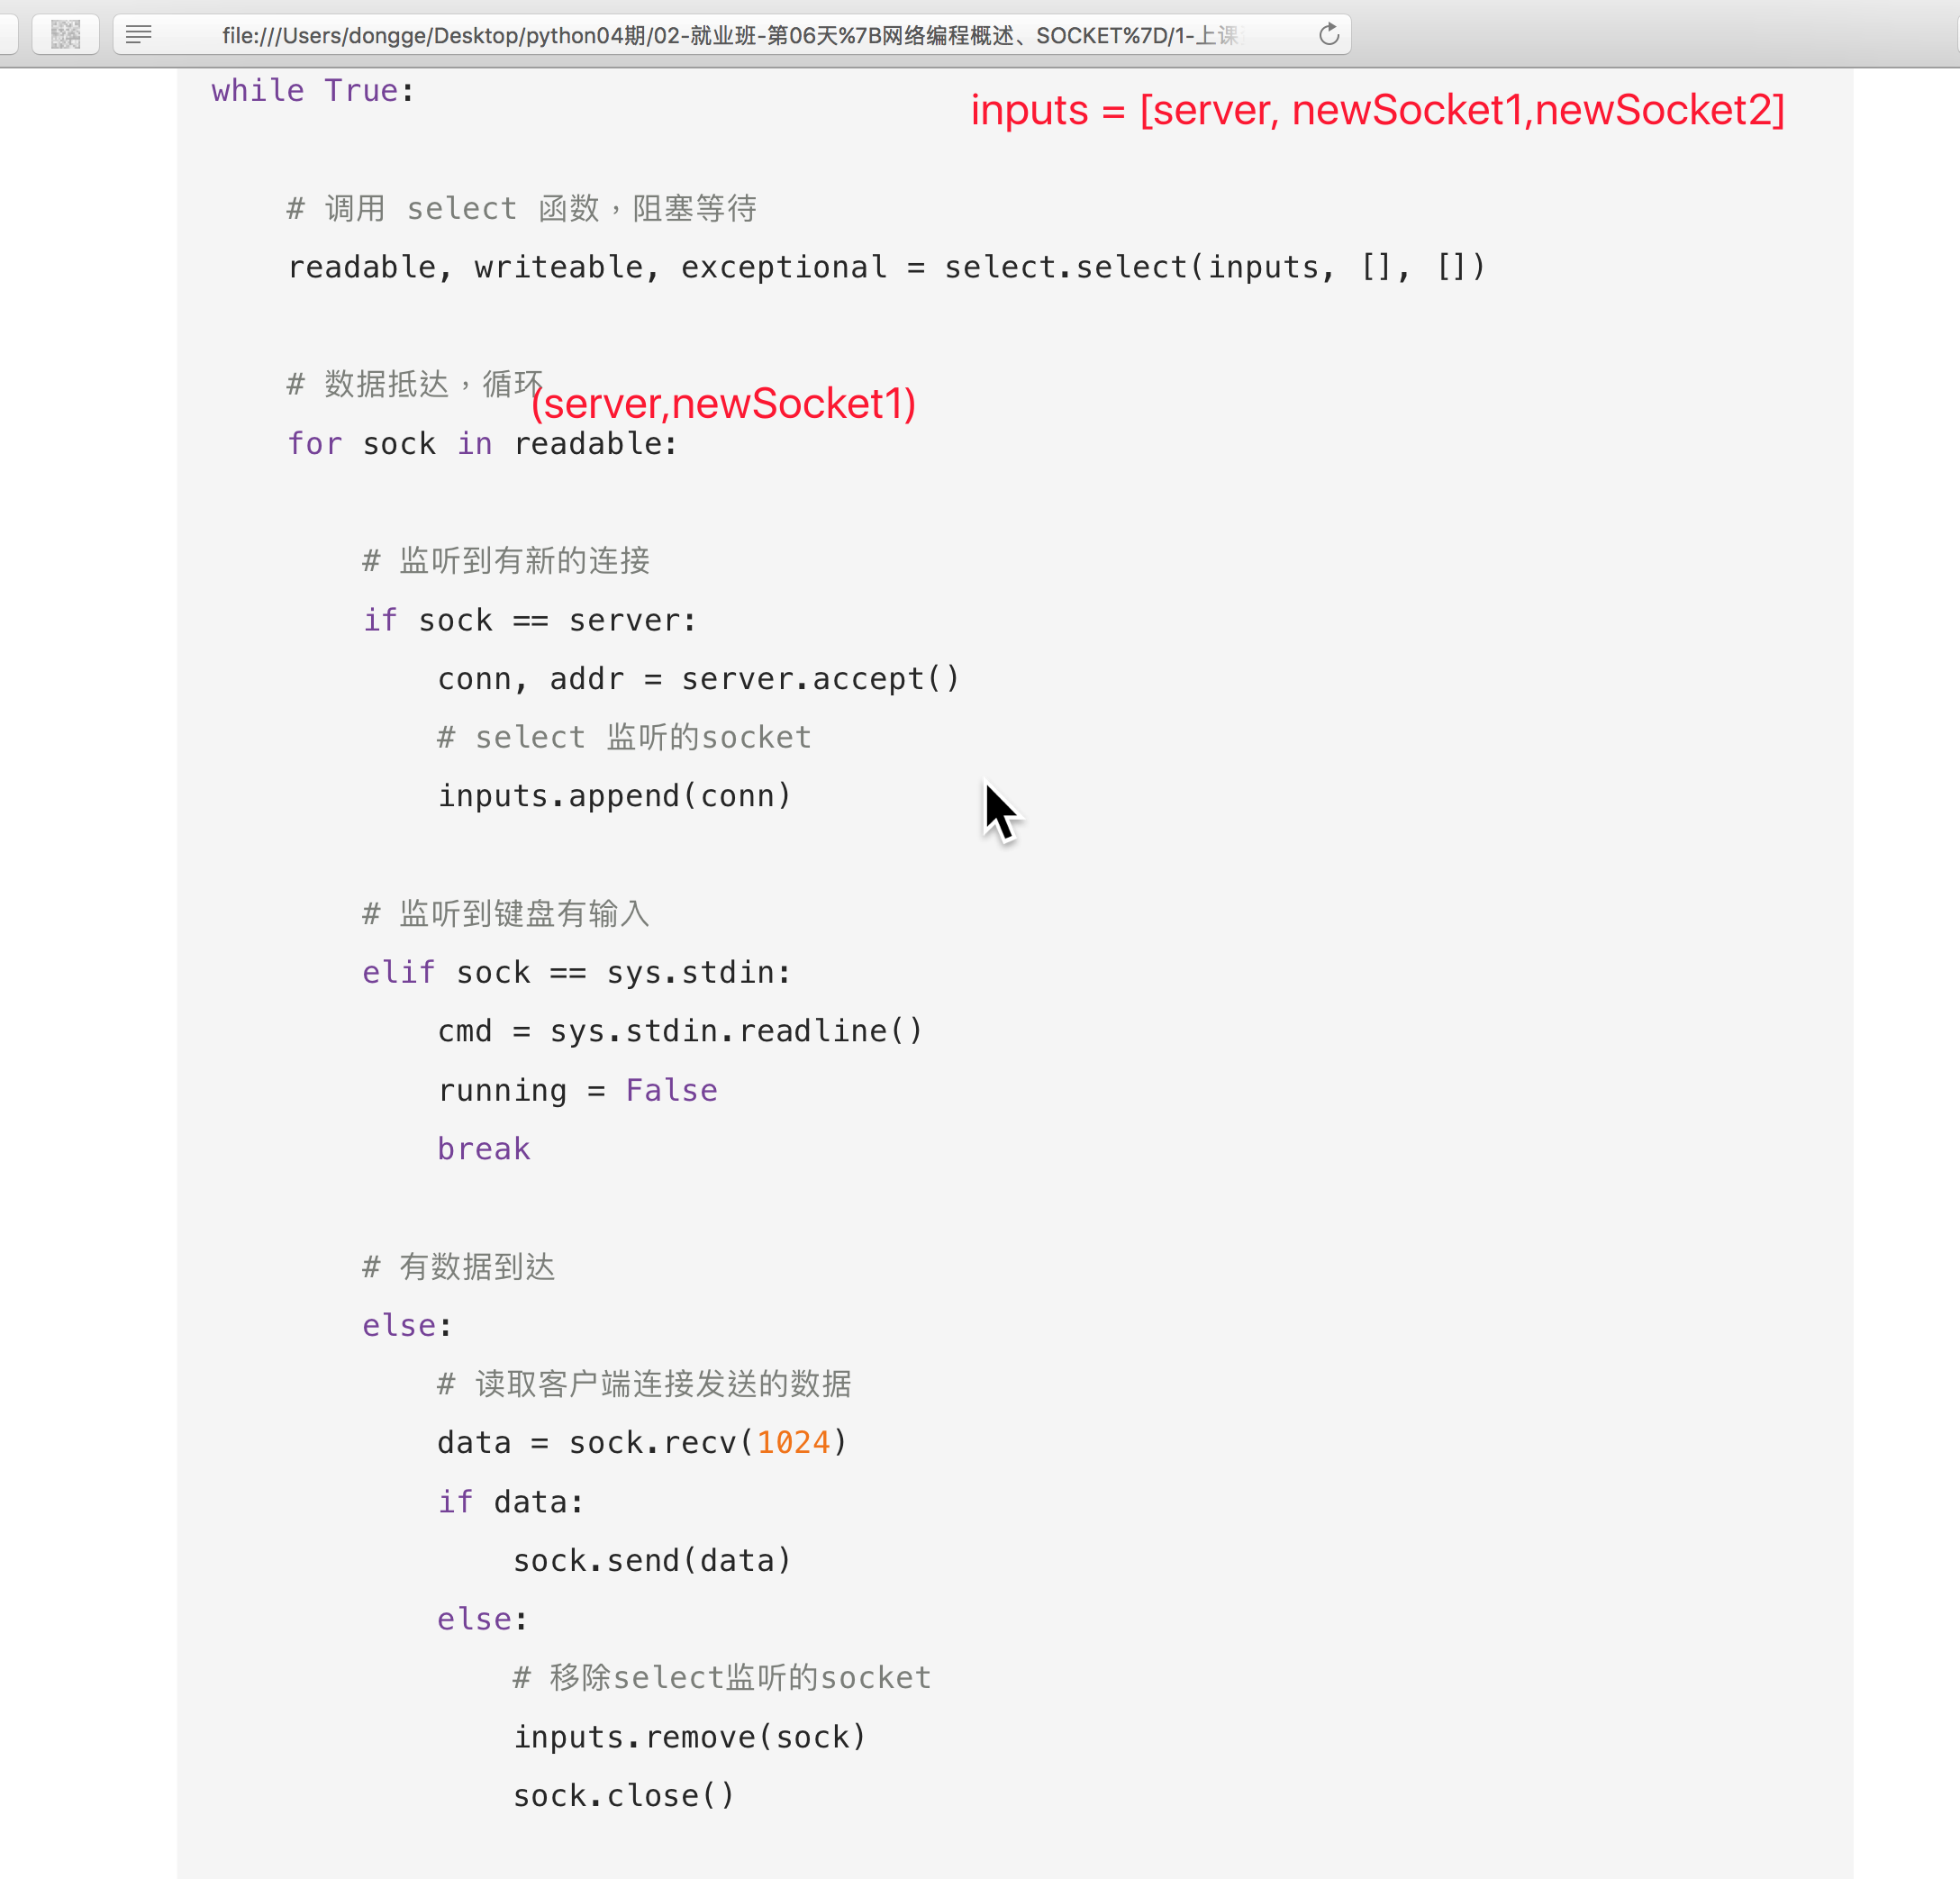 file:///Users/dongge/Desktop/python04期/02-就业班-第06天%7B网络编程概述、SOCKET%7D/1-上课
while True:
inputs = [server, newSocket1,newSocket2]
# 调用 select 函数，阻塞等待
readable, writeable, exceptional = select.select(inputs, [], [])
# 数据抵达，循环
(server,newSocket1)
for sock in readable:
# 监听到有新的连接
if sock == server:
conn, addr = server.accept()
# select 监听的socket
inputs.append(conn)
# 监听到键盘有输入
elif sock == sys.stdin:
cmd = sys.stdin.readline()
running = False
break
# 有数据到达
else:
# 读取客户端连接发送的数据
data = sock.recv(1024)
if data:
sock.send(data)
else:
# 移除select监听的socket
inputs.remove(sock)
sock.close()